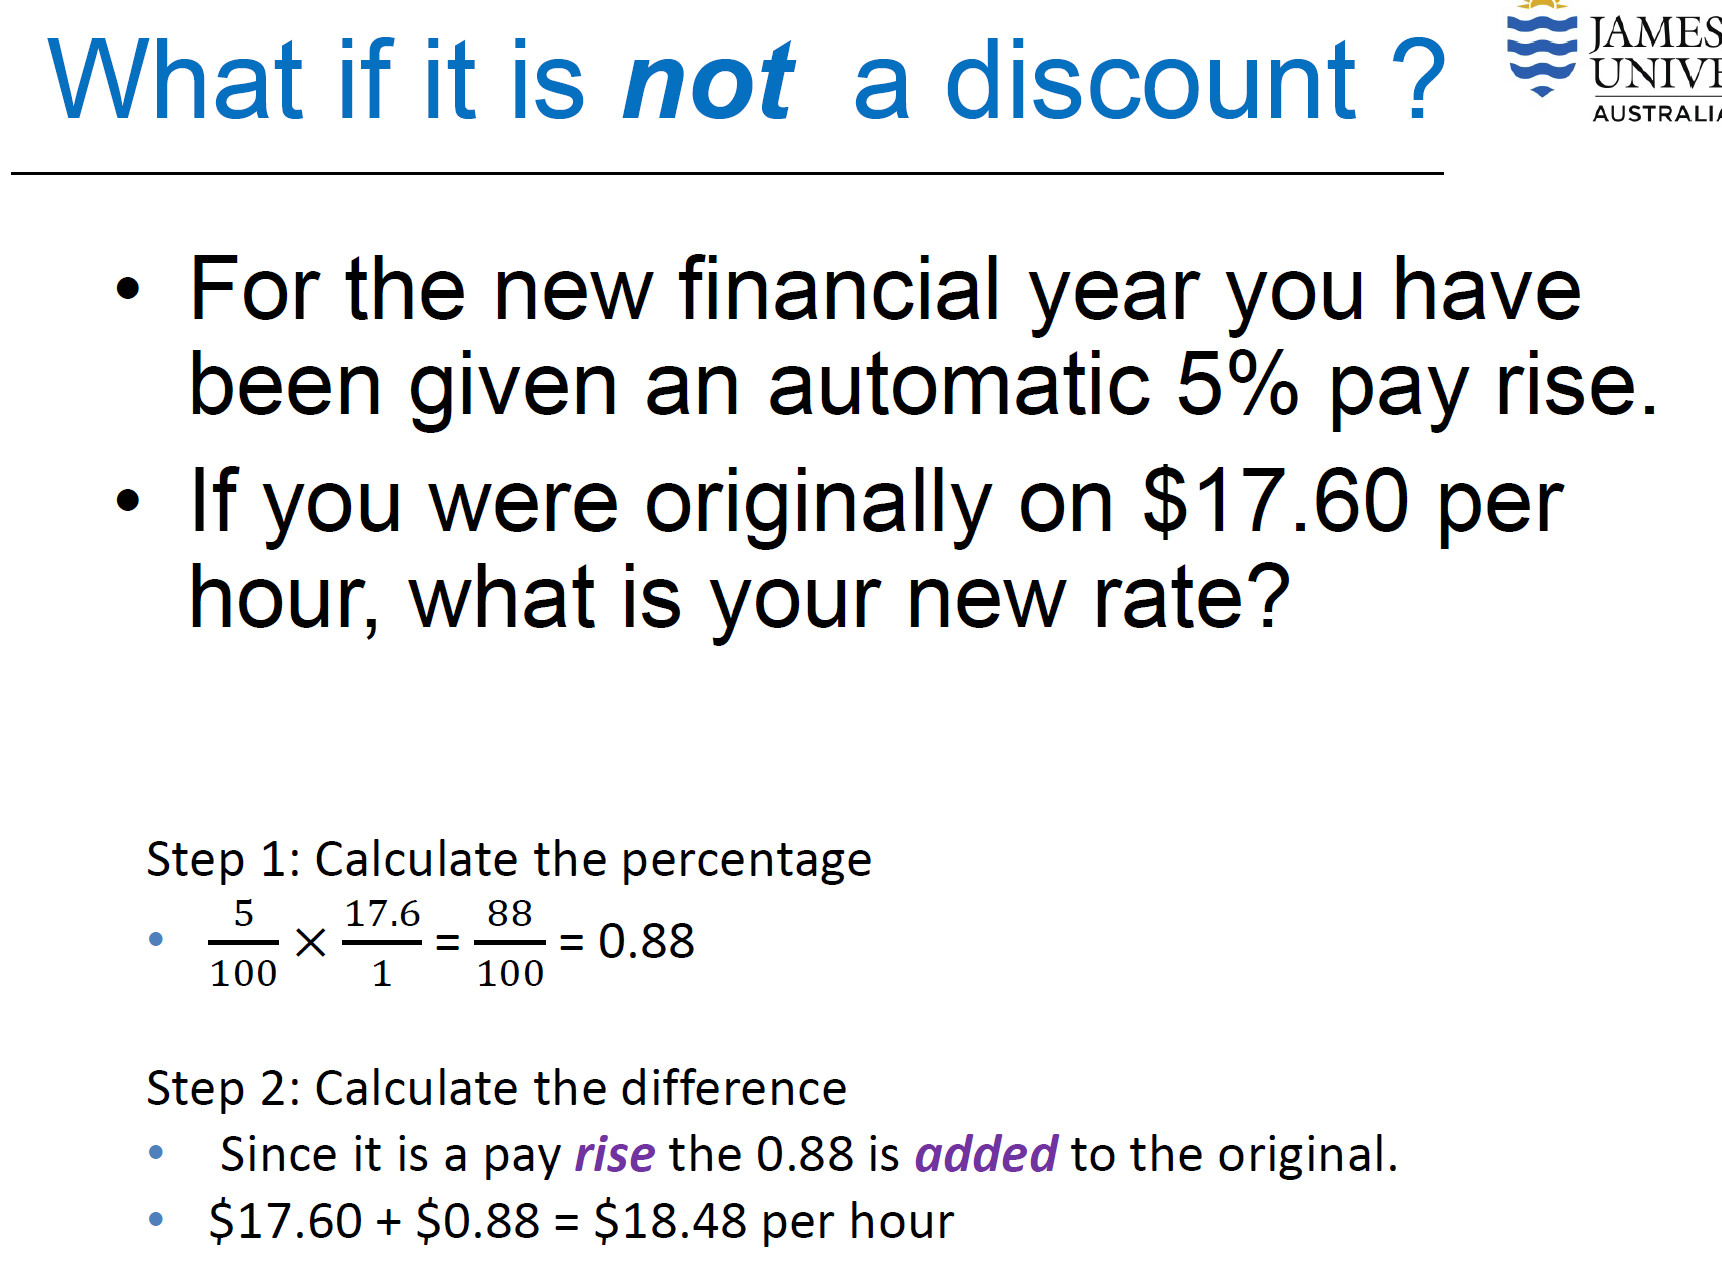 What if it is not a discount ?
JAMES
UNIVE
AUSTRALIA
• For the new financial year you have
been given an automatic 5% pay rise.
• If you were originally on $17.60 per
hour, what is your new rate?
Step 1: Calculate the percentage
• 5/100 × 17.6/1 = 88/100 = 0.88
Step 2: Calculate the difference
• Since it is a pay rise the 0.88 is added to the original.
• $17.60 + $0.88 = $18.48 per hour